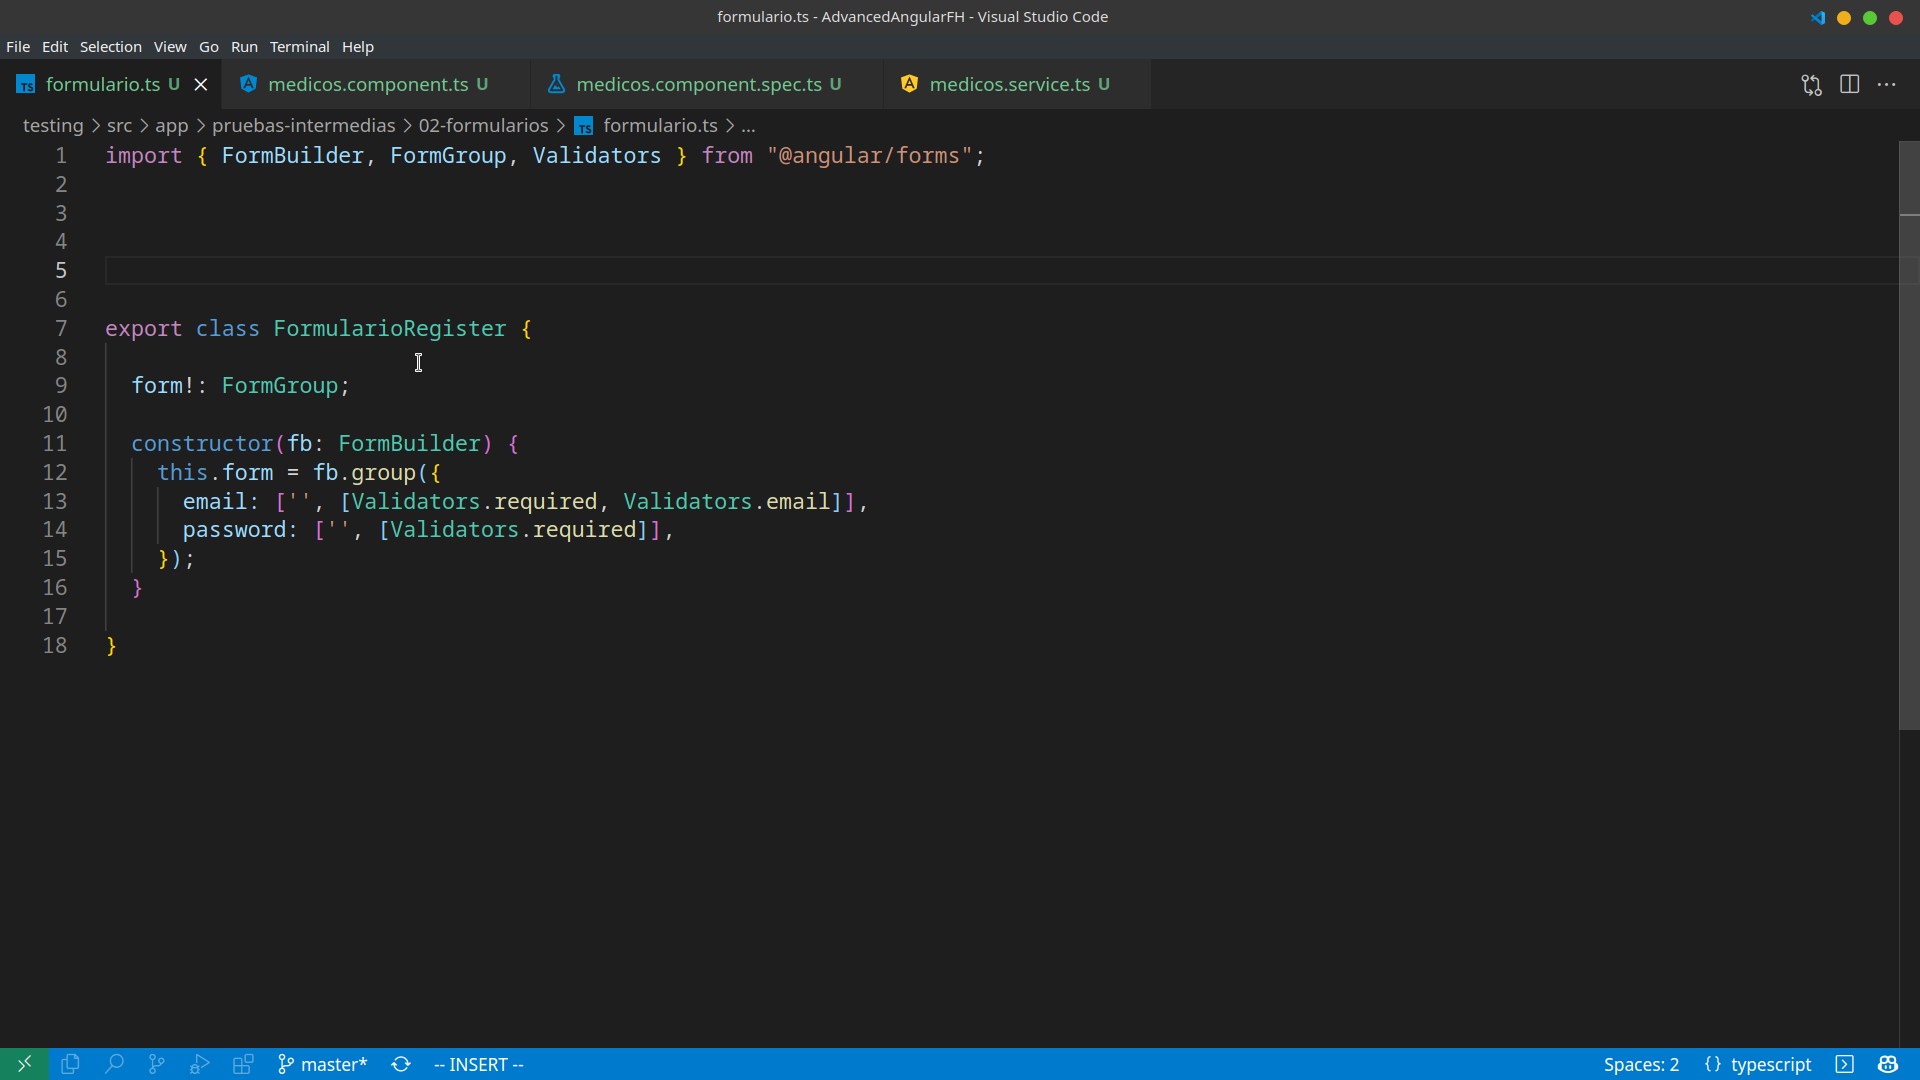 formulario.ts - AdvancedAngularFH - Visual Studio Code
File Edit Selection View Go Run Terminal Help
TS formulario.ts U medicos.component.ts U medicos.component.spec.ts U medicos.service.ts U
testing > src > app > pruebas-intermedias > 02-formularios > TS formulario.ts > ...
1 import { FormBuilder, FormGroup, Validators } from "@angular/forms";
2
3
4
5
6
7 export class FormularioRegister {
8
9   form!: FormGroup;
10
11   constructor(fb: FormBuilder) {
12     this.form = fb.group({
13       email: ['', [Validators.required, Validators.email]],
14       password: ['', [Validators.required]],
15     });
16   }
17
18 }
master* -- INSERT -- Spaces: 2 {} typescript